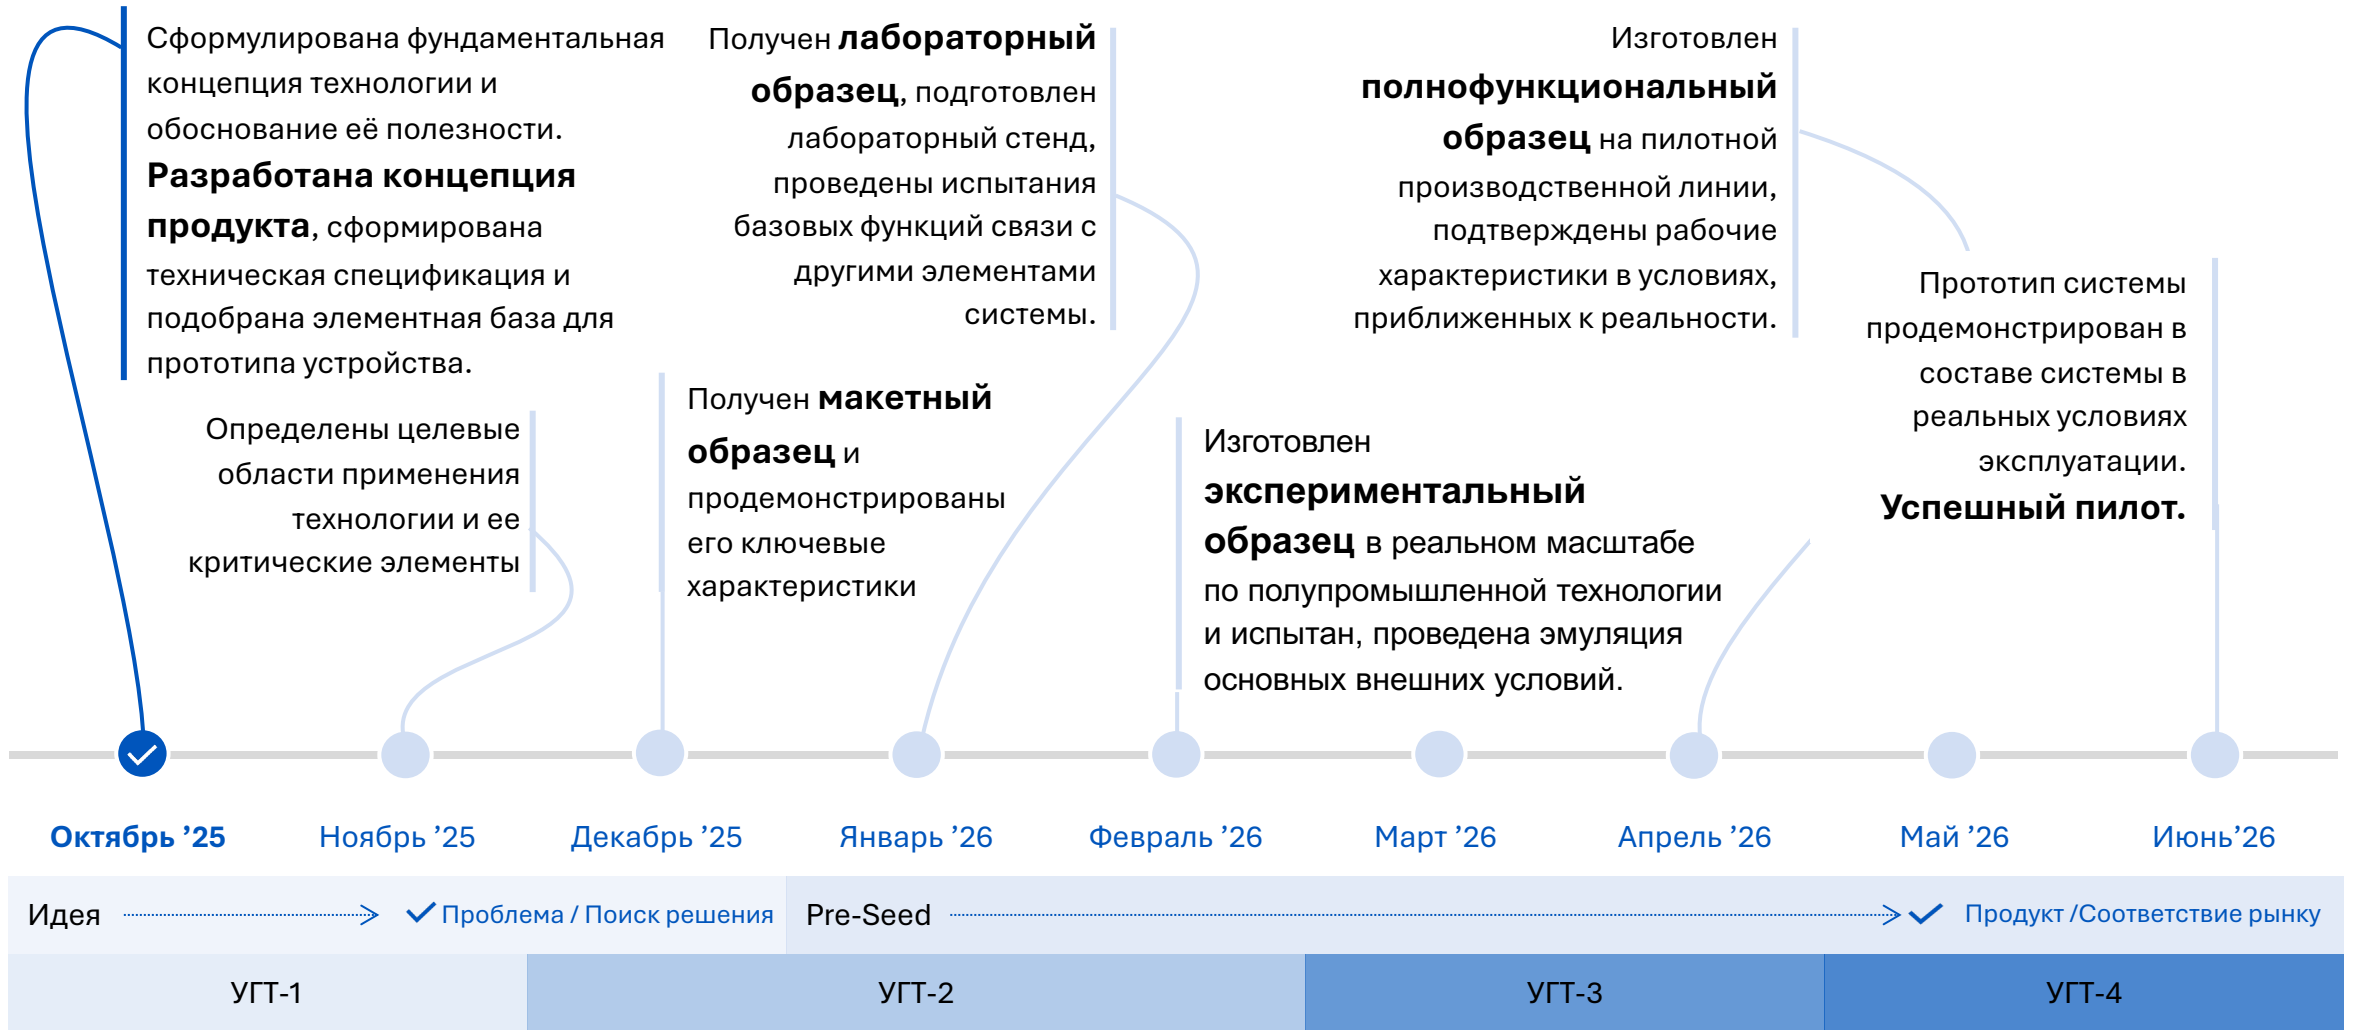 Сформулирована фундаментальная
концепция технологии и
обоснование её полезности.
Разработана концепция
продукта, сформирована
техническая спецификация и
подобрана элементная база для
прототипа устройства.
Определены целевые
области применения
технологии и ее
критические элементы
Получен макетный
образец и
продемонстрированы
его ключевые
характеристики
Получен лабораторный
образец, подготовлен
лабораторный стенд,
проведены испытания
базовых функций связи с
другими элементами
системы.
Изготовлен
экспериментальный
образец в реальном масштабе
по полупромышленной технологии
и испытан, проведена эмуляция
основных внешних условий.
Изготовлен
полнофункциональный
образец на пилотной
производственной линии,
подтверждены рабочие
характеристики в условиях,
приближенных к реальности.
Прототип системы
продемонстрирован в
составе системы в
реальных условиях
эксплуатации.
Успешный пилот.
Октябрь ’25
Ноябрь ’25
Декабрь ’25
Январь ’26
Февраль ’26
Март ’26
Апрель ’26
Май ’26
Июнь’26
Идея
Проблема / Поиск решения
Pre-Seed
Продукт /Соответствие рынку
УГТ-1
УГТ-2
УГТ-3
УГТ-4